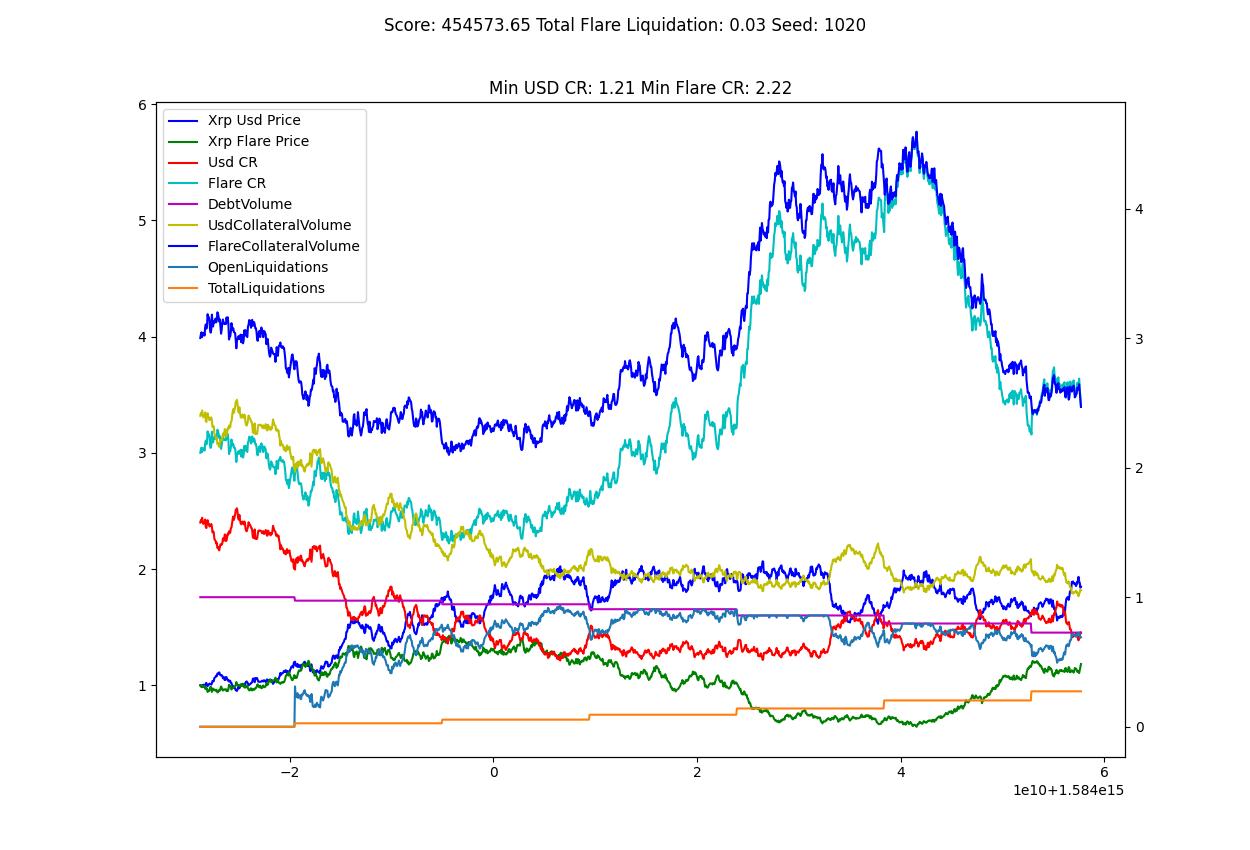 Score: 454573.65 Total Flare Liquidation: 0.03 Seed: 1020
Min USD CR: 1.21 Min Flare CR: 2.22
Xrp Usd Price
Xrp Flare Price
Usd CR
Flare CR
DebtVolume
UsdCollateralVolume
FlareCollateralVolume
OpenLiquidations
TotalLiquidations
6
5
4
3
2
1
4
3
2
1
0
−2
0
2
4
6
1e10+1.584e15